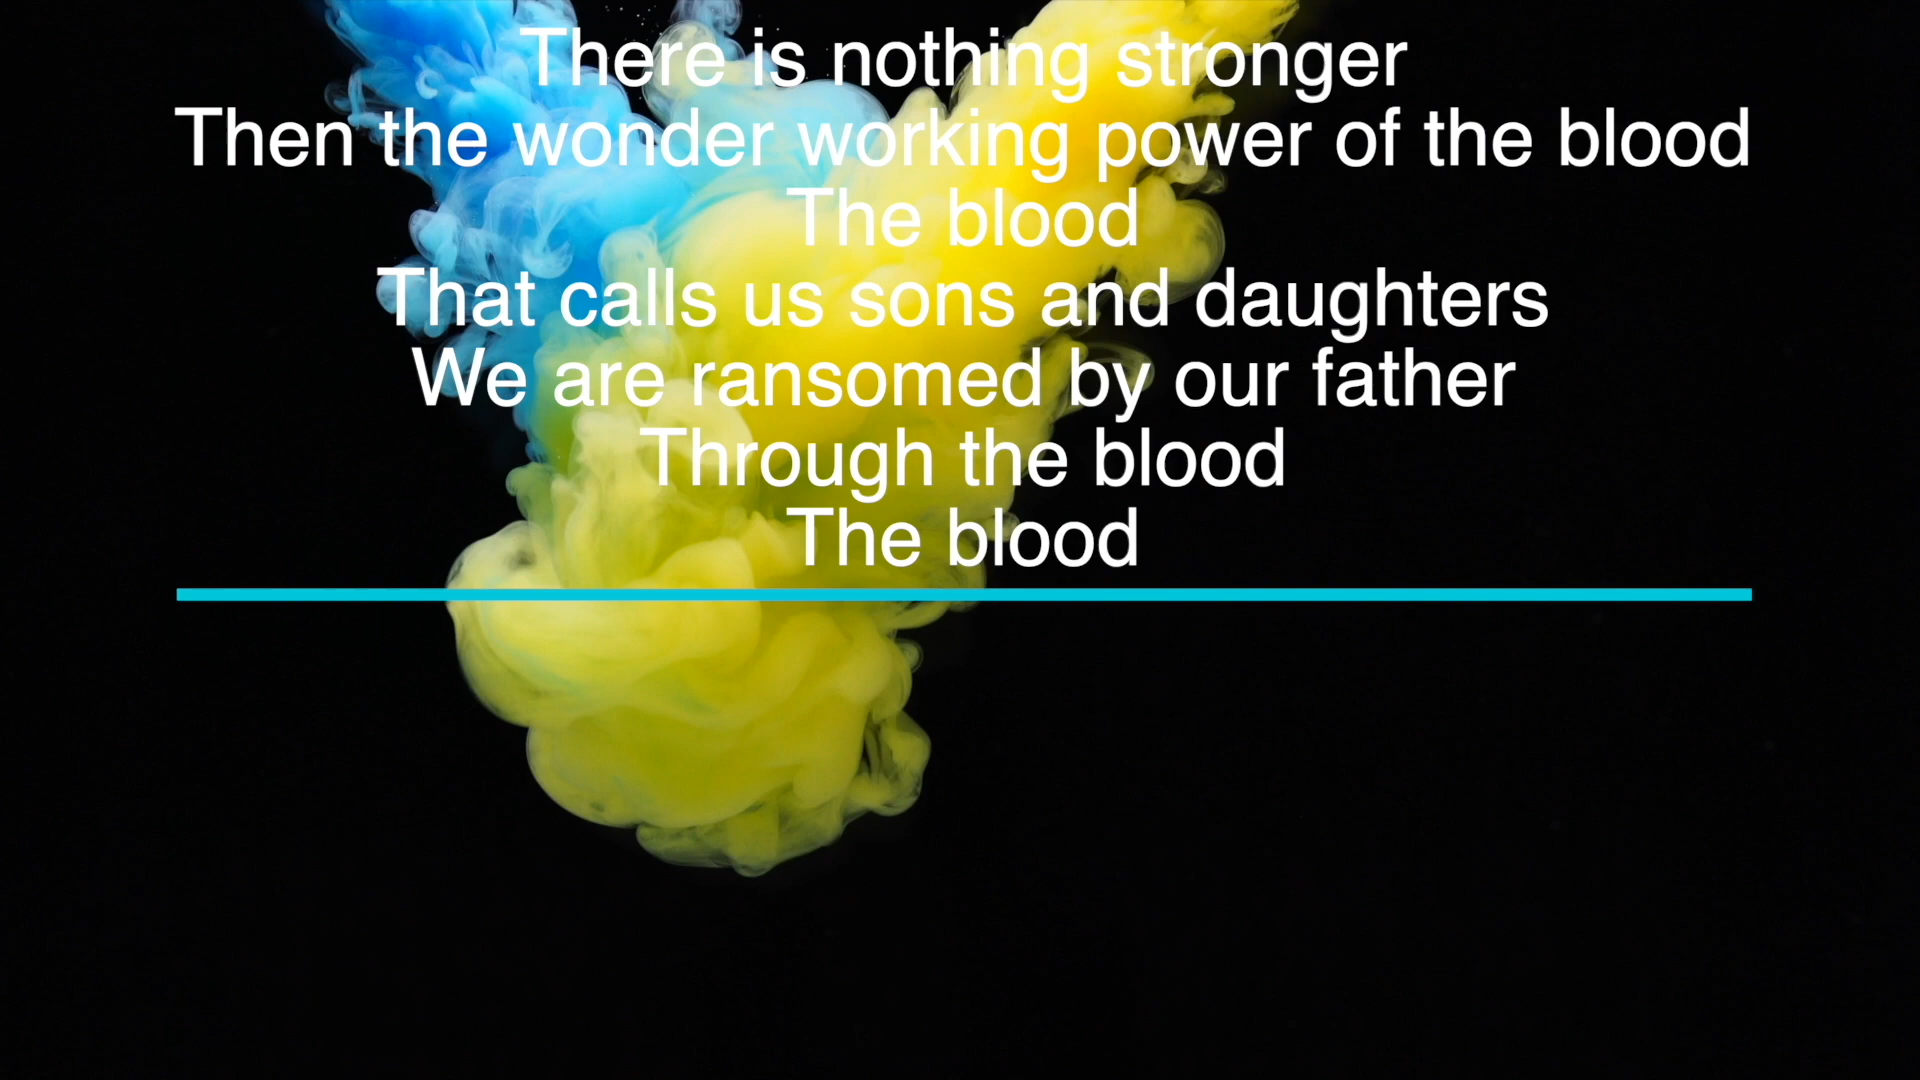 There is nothing stronger
Then the wonder working power of the blood
The blood
That calls us sons and daughters
We are ransomed by our father
Through the blood
The blood